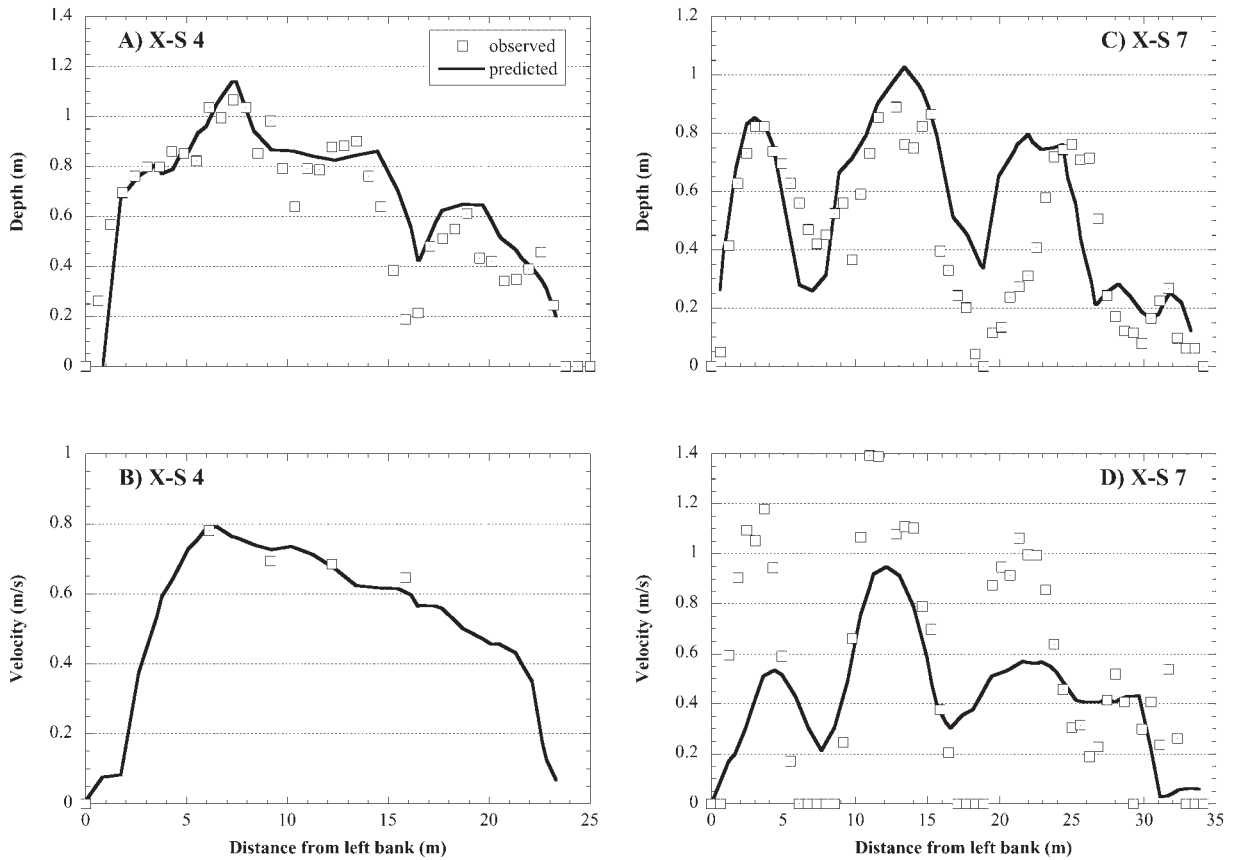 A) X-S 4
observed
predicted
Depth (m)
1.4
1.2
1
0.8
0.6
0.4
0.2
0
C) X-S 7
Depth (m)
1.2
1
0.8
0.6
0.4
0.2
0
B) X-S 4
Velocity (m/s)
1
0.8
0.6
0.4
0.2
0
0 5 10 15 20 25
Distance from left bank (m)
D) X-S 7
Velocity (m/s)
1.4
1.2
1
0.8
0.6
0.4
0.2
0
0 5 10 15 20 25 30 35
Distance from left bank (m)